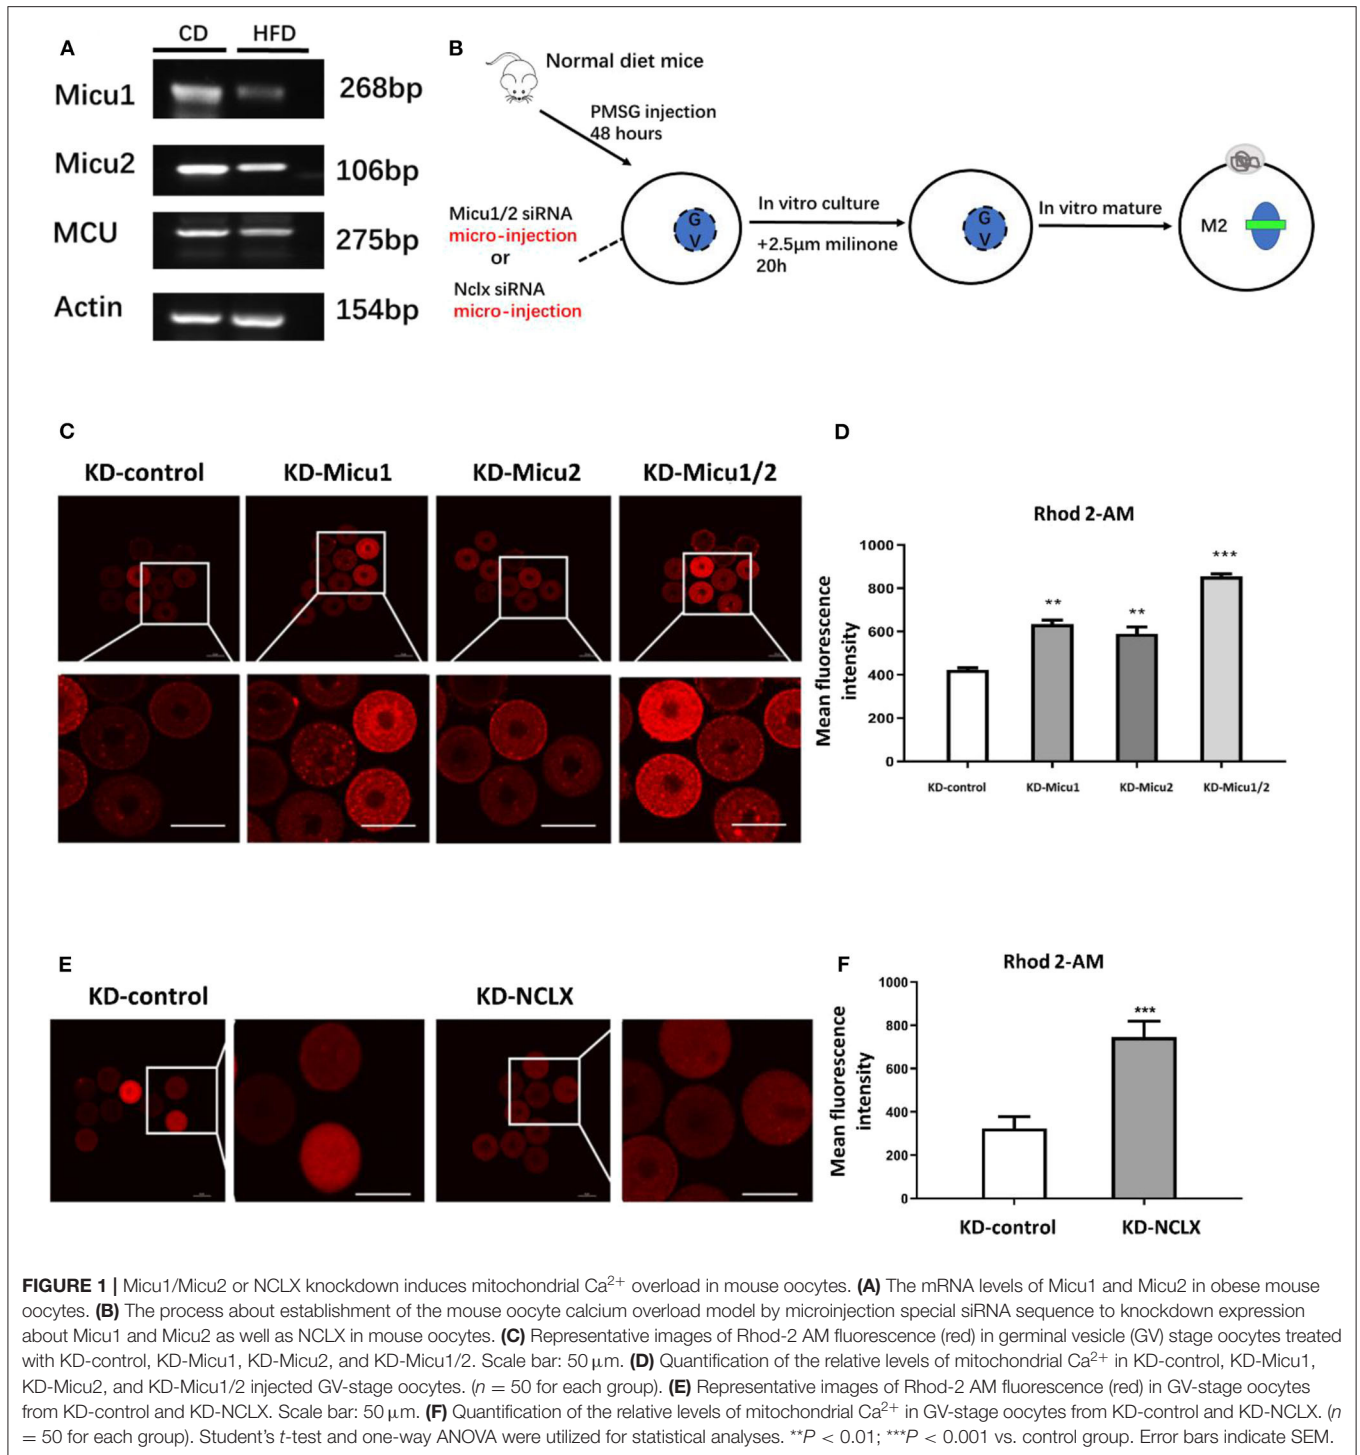 A
CD HFD
Micu1 268bp
Micu2 106bp
MCU 275bp
Actin 154bp
B
Normal diet mice
PMSG injection
48 hours
Micu1/2 siRNA
micro-injection
or
Nclx siRNA
micro-injection
G
V
In vitro culture
+2.5μm milinone
20h
G
V
In vitro mature
M2
C
KD-control KD-Micu1 KD-Micu2 KD-Micu1/2
D
Rhod 2-AM
Mean fluorescence
intensity
1000
800
600
400
200
0
** ** ***
KD-control KD-Micu1 KD-Micu2 KD-Micu1/2
E
KD-control KD-NCLX
F
Rhod 2-AM
Mean fluorescence
intensity
1000
800
600
400
200
0
***
KD-control KD-NCLX
FIGURE 1 | Micu1/Micu2 or NCLX knockdown induces mitochondrial Ca²⁺ overload in mouse oocytes. (A) The mRNA levels of Micu1 and Micu2 in obese mouse
oocytes. (B) The process about establishment of the mouse oocyte calcium overload model by microinjection special siRNA sequence to knockdown expression
about Micu1 and Micu2 as well as NCLX in mouse oocytes. (C) Representative images of Rhod-2 AM fluorescence (red) in germinal vesicle (GV) stage oocytes treated
with KD-control, KD-Micu1, KD-Micu2, and KD-Micu1/2. Scale bar: 50 μm. (D) Quantification of the relative levels of mitochondrial Ca²⁺ in KD-control, KD-Micu1,
KD-Micu2, and KD-Micu1/2 injected GV-stage oocytes. (n = 50 for each group). (E) Representative images of Rhod-2 AM fluorescence (red) in GV-stage oocytes
from KD-control and KD-NCLX. Scale bar: 50 μm. (F) Quantification of the relative levels of mitochondrial Ca²⁺ in GV-stage oocytes from KD-control and KD-NCLX. (n
= 50 for each group). Student's t-test and one-way ANOVA were utilized for statistical analyses. **P < 0.01; ***P < 0.001 vs. control group. Error bars indicate SEM.